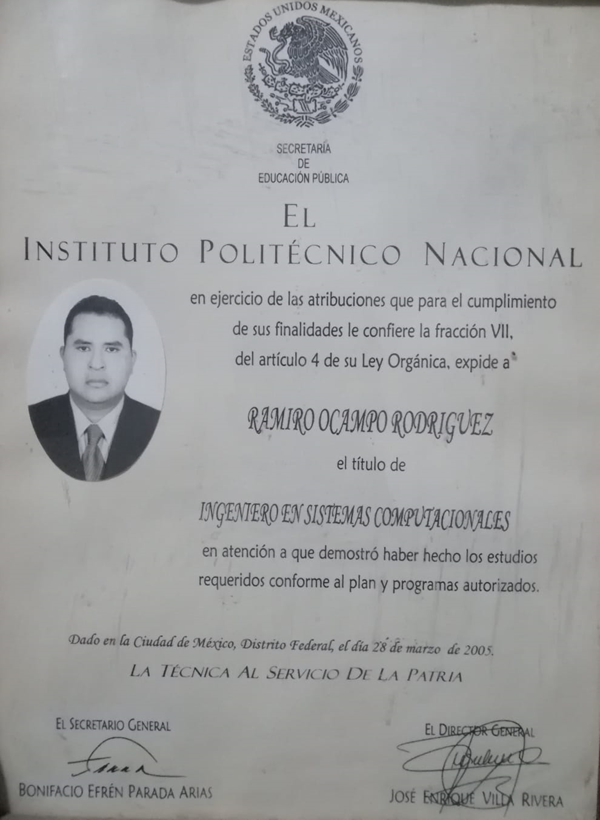 ESTADOS UNIDOS MEXICANOS
SECRETARÍA
DE
EDUCACIÓN PÚBLICA
EL
INSTITUTO POLITÉCNICO NACIONAL
en ejercicio de las atribuciones que para el cumplimiento
de sus finalidades le confiere la fracción VII,
del artículo 4 de su Ley Orgánica, expide a
RAMIRO OCAMPO RODRIGUEZ
el título de
INGENIERO EN SISTEMAS COMPUTACIONALES
en atención a que demostró haber hecho los estudios
requeridos conforme al plan y programas autorizados.
Dado en la Ciudad de México, Distrito Federal, el día 28 de marzo de 2005.
LA TÉCNICA AL SERVICIO DE LA PATRIA
EL SECRETARIO GENERAL
BONIFACIO EFRÉN PARADA ARIAS
EL DIRECTOR GENERAL
JOSÉ ENRIQUE VILLA RIVERA